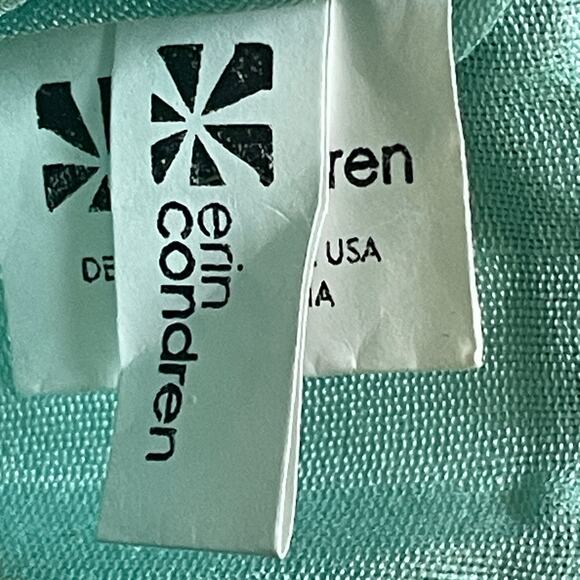 erin
condren
ren
DE
. USA
IA